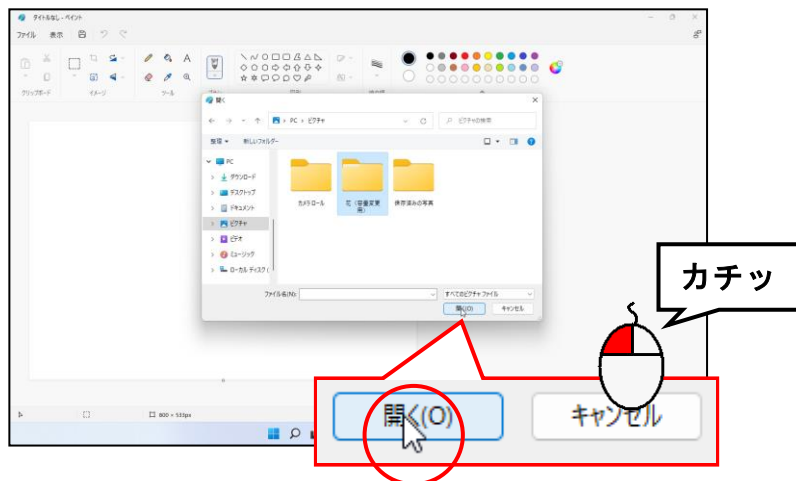 タイトルなし - ペイント
ファイル 表示
クリップボード イメージ ツール
開く
PC > ピクチャ
ピクチャの検索
整理 新しいフォルダー
PC
ダウンロード
デスクトップ
ドキュメント
ピクチャ
ビデオ
ミュージック
ローカル ディスク (
カメラロール
花（容量変更
用）
保存済みの写真
ファイル名(N):
すべてのピクチャ ファイル
開く(O) キャンセル
カチッ
800 × 533px
開く(O) キャンセル